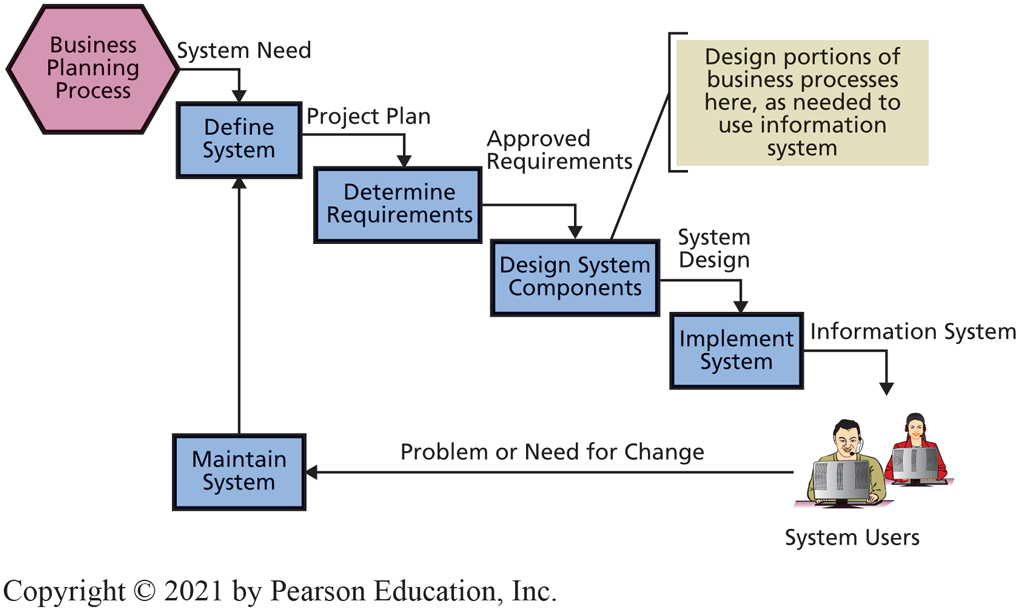 Business
Planning
Process
System Need
Define
System
Project Plan
Determine
Requirements
Approved
Requirements
Design portions of
business processes
here, as needed to
use information
system
Design System
Components
System
Design
Implement
System
Information System
System Users
Problem or Need for Change
Maintain
System
Copyright © 2021 by Pearson Education, Inc.